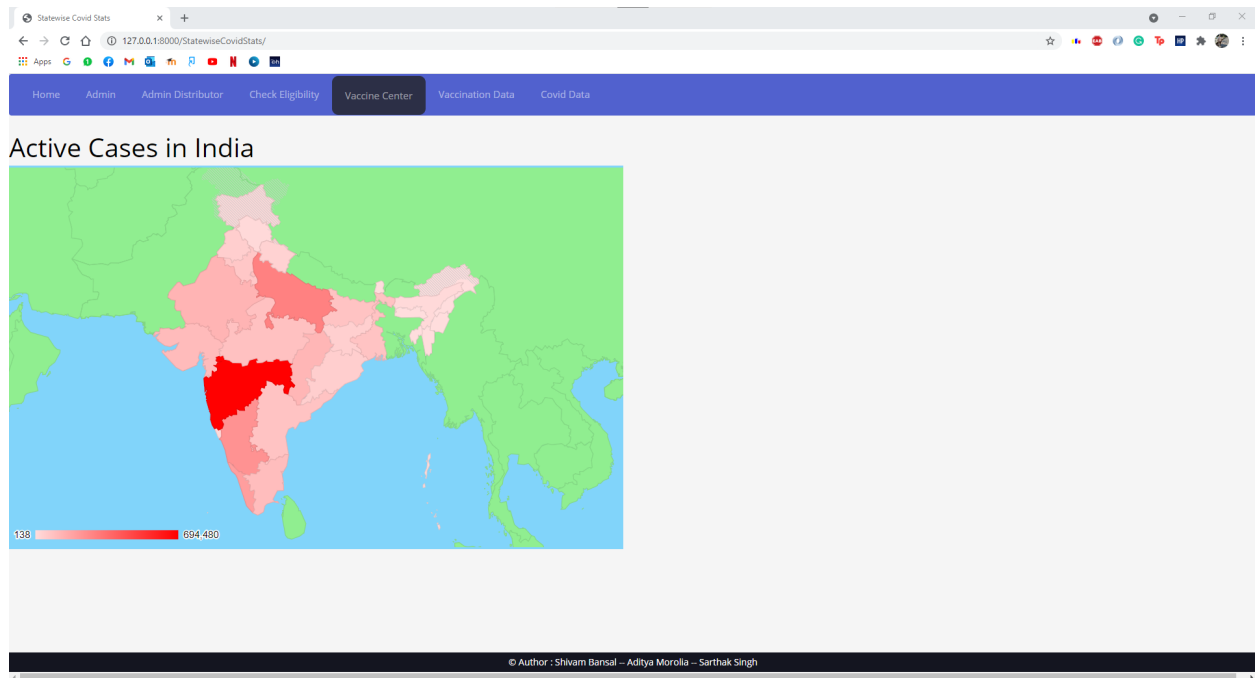 Statewise Covid Stats
127.0.0.1:8000/StatewiseCovidStats/
Apps
Home Admin Admin Distributor Check Eligibility Vaccine Center Vaccination Data Covid Data
Active Cases in India
138 694,480
© Author : Shivam Bansal -- Aditya Morolia -- Sarthak Singh